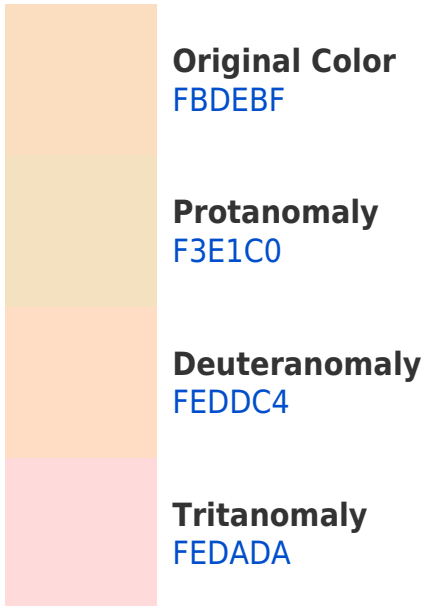 Original Color
FBDEBF
Protanomaly
F3E1C0
Deuteranomaly
FEDDC4
Tritanomaly
FEDADA